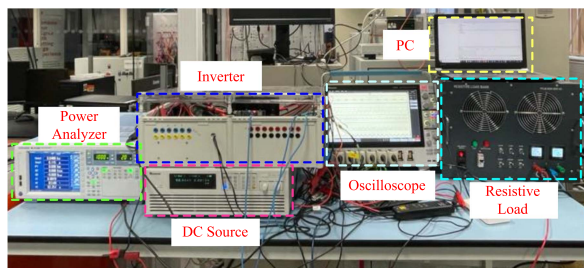 PC
Inverter
Power
Analyzer
Oscilloscope
Resistive
Load
DC Source